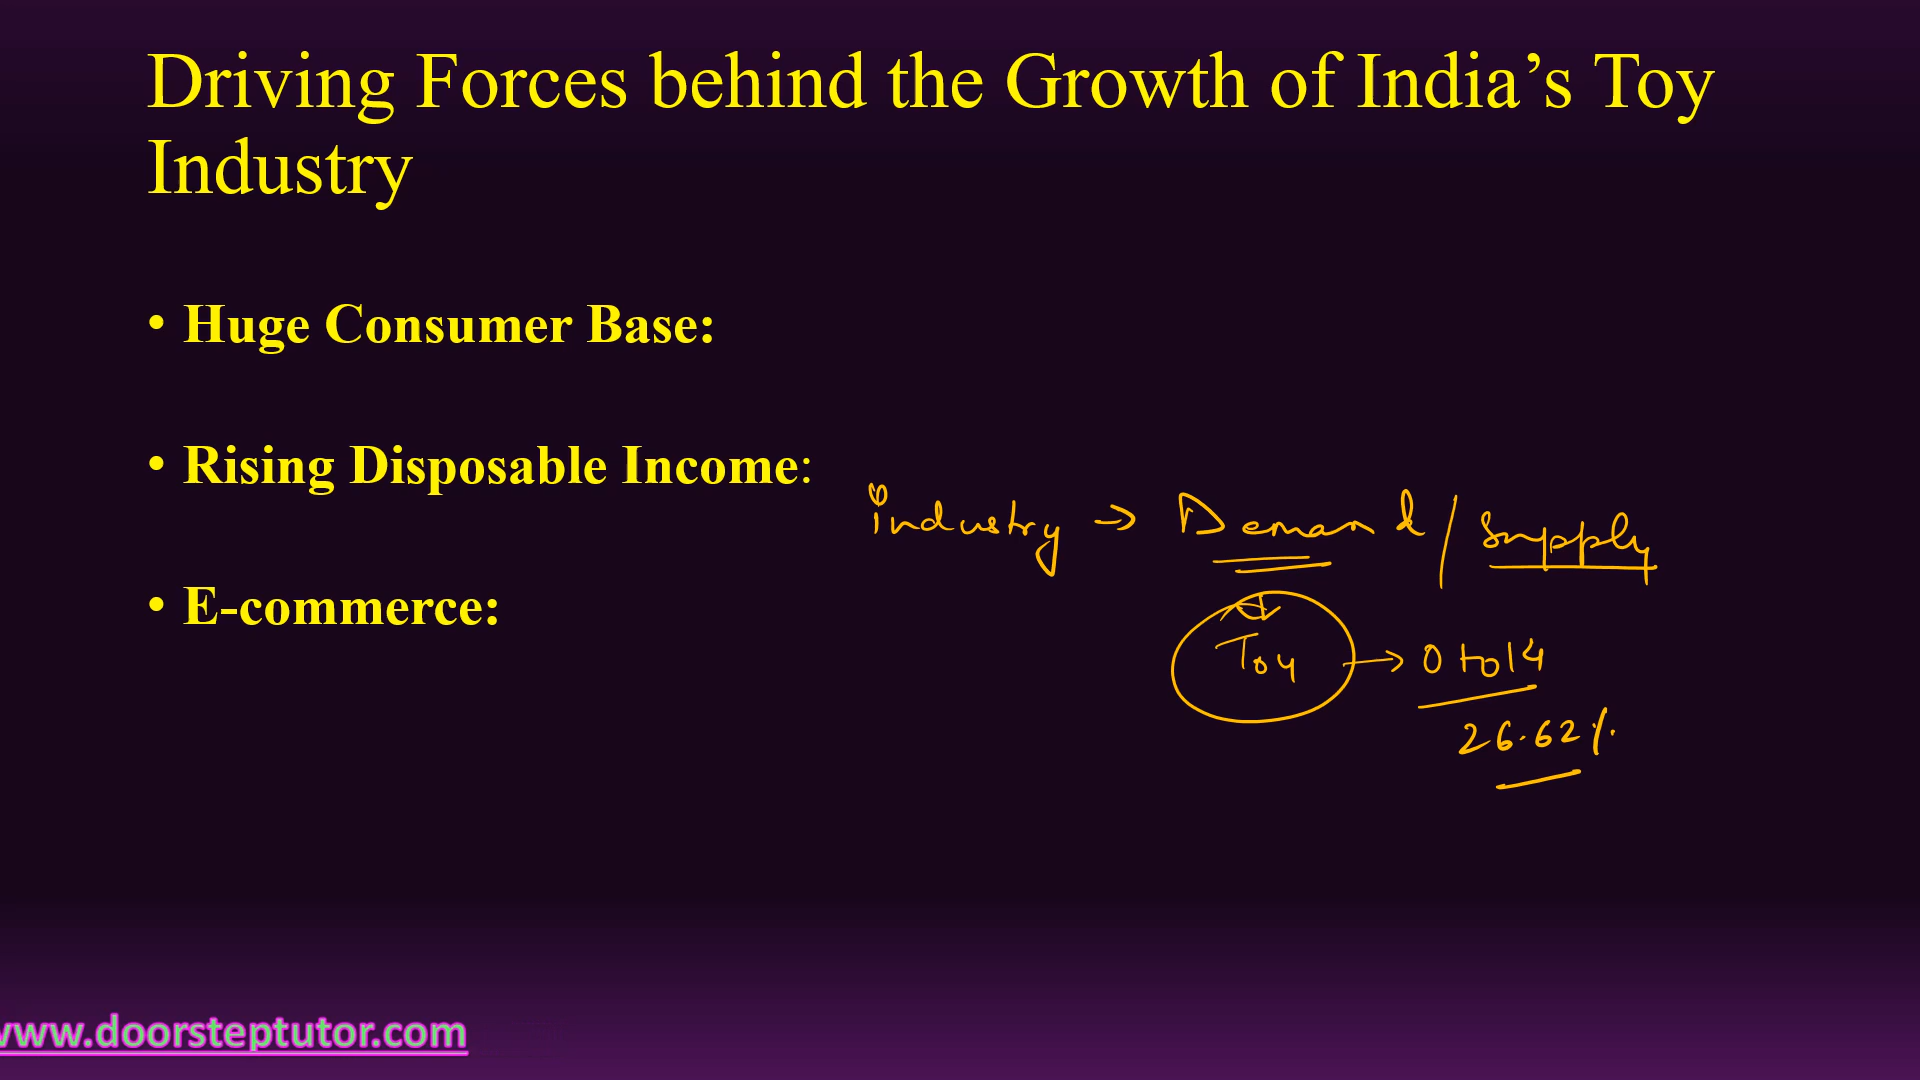 Driving Forces behind the Growth of India’s Toy
Industry
• Huge Consumer Base:
• Rising Disposable Income:
industry → Demand / Supply
• E-commerce:
Toy → 0 to 14
26.62%
www.doorsteptutor.com